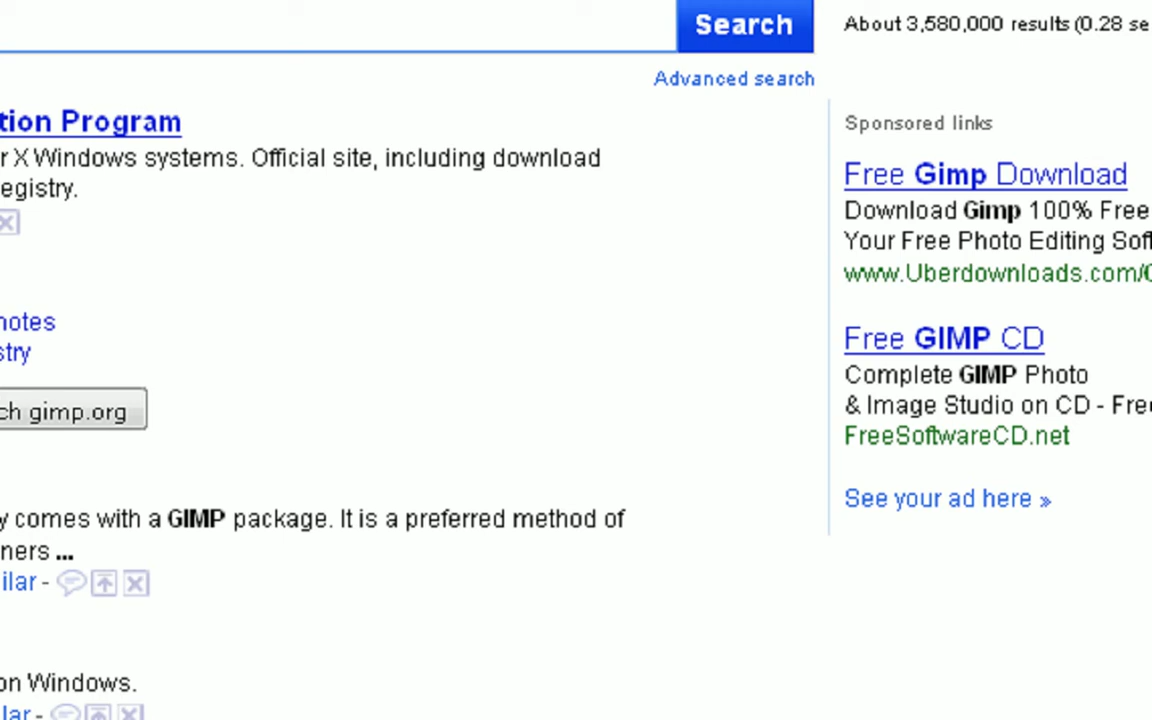 Search
About 3,580,000 results (0.28 se
Advanced search
tion Program
r X Windows systems. Official site, including download
egistry.
notes
stry
ch gimp.org
y comes with a GIMP package. It is a preferred method of
ners ...
ilar -
on Windows.
lar -
Sponsored links
Free Gimp Download
Download Gimp 100% Free
Your Free Photo Editing Soft
www.Uberdownloads.com/G
Free GIMP CD
Complete GIMP Photo
& Image Studio on CD - Free
FreeSoftwareCD.net
See your ad here »